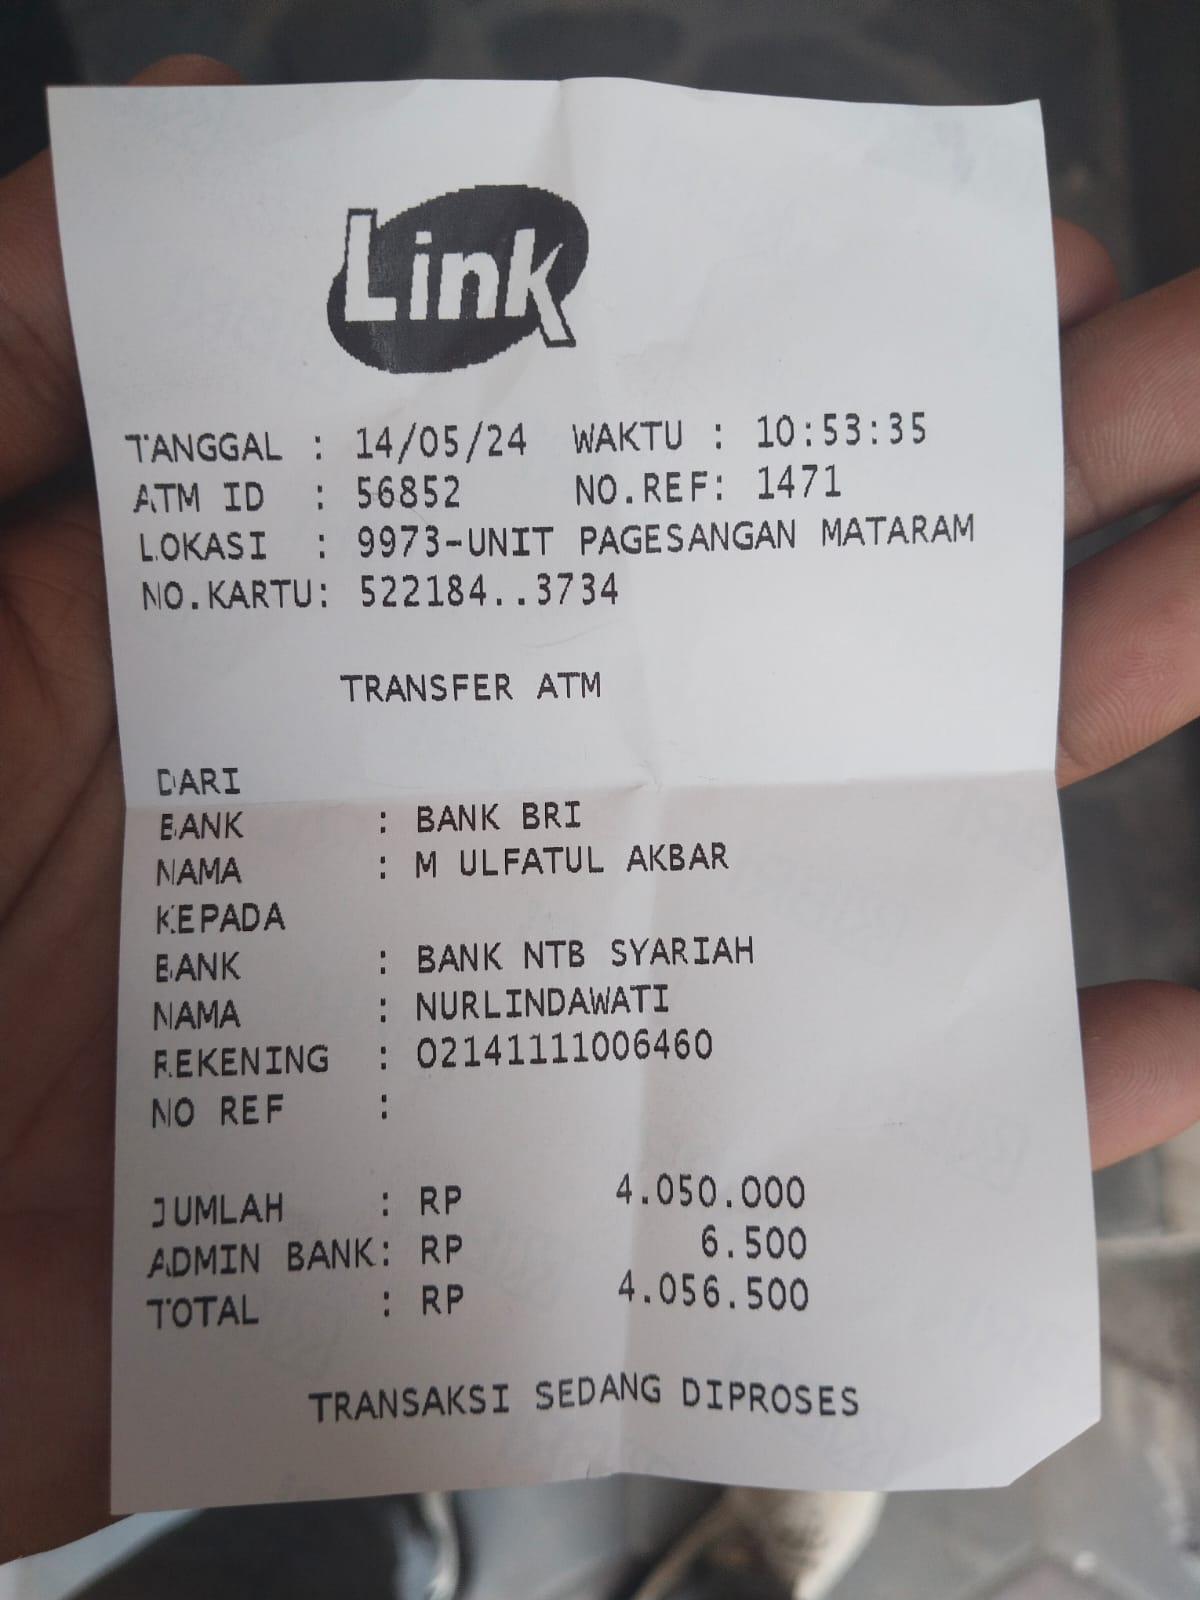 Link
TANGGAL : 14/05/24 WAKTU : 10:53:35
ATM ID : 56852 NO.REF: 1471
LOKASI : 9973-UNIT PAGESANGAN MATARAM
NO.KARTU: 522184..3734
TRANSFER ATM
DARI
BANK : BANK BRI
NAMA : M ULFATUL AKBAR
KEPADA
BANK : BANK NTB SYARIAH
NAMA : NURLINDAWATI
REKENING : 02141111006460
NO REF :
JUMLAH : RP 4.050.000
ADMIN BANK: RP 6.500
TOTAL : RP 4.056.500
TRANSAKSI SEDANG DIPROSES